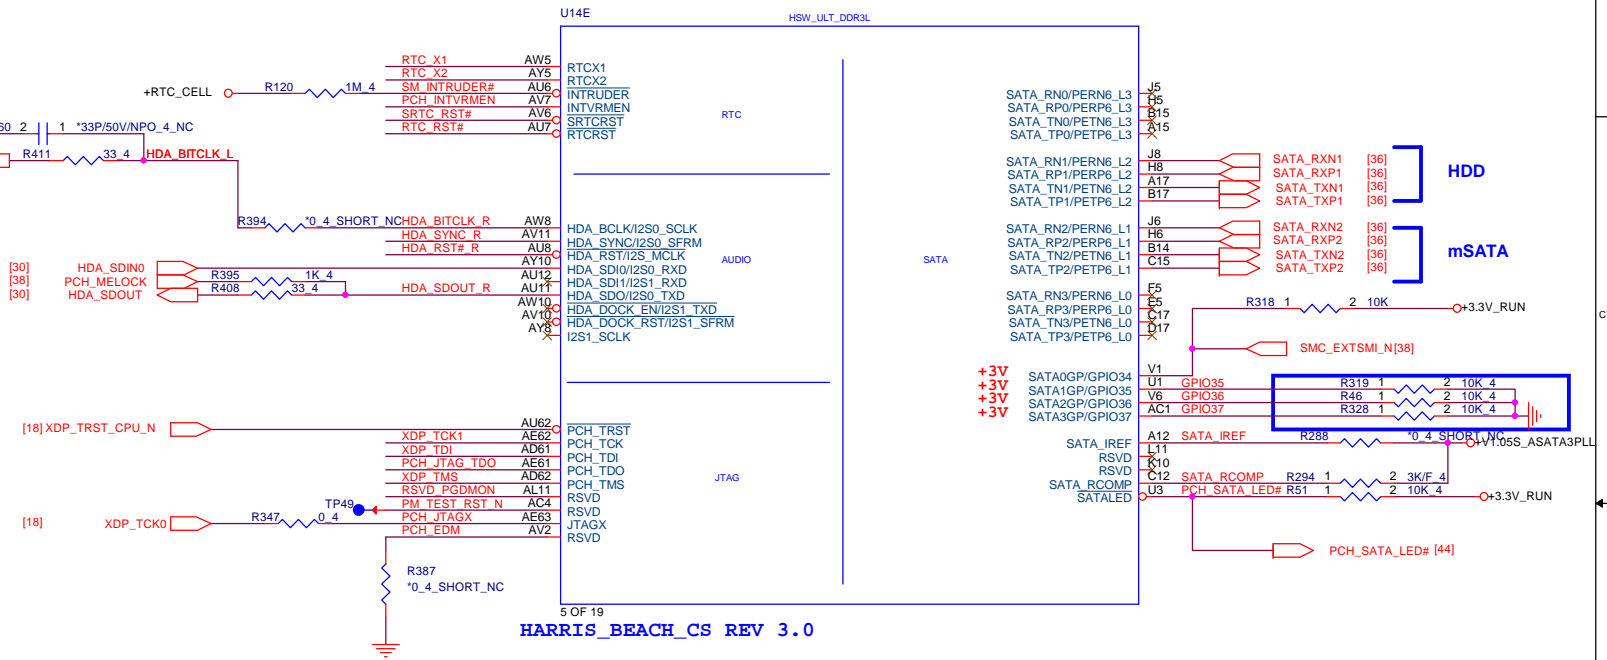 U14E
HSW_ULT_DDR3L
RTC_X1 AW5 RTCX1
RTC_X2 AY5 RTCX2
+RTC_CELL R120 1M_4 SM_INTRUDER# AU6 INTRUDER
PCH_INTVRMEN AV7 INTVRMEN
SRTC_RST# AV6 SRTCRST
RTC_RST# AU7 RTCRST
RTC
60 2 1 *33P/50V/NPO_4_NC
R411 33_4 HDA_BITCLK_L
R394 *0_4_SHORT_NC HDA_BITCLK_R AW8 HDA_BCLK/I2S0_SCLK
HDA_SYNC_R AV11 HDA_SYNC/I2S0_SFRM
HDA_RST#_R AU8 HDA_RST/I2S_MCLK
[30] HDA_SDIN0 AY10 HDA_SDI0/I2S0_RXD
[38] PCH_MELOCK R395 1K_4 AU12 HDA_SDI1/I2S1_RXD
[30] HDA_SDOUT R408 33_4 HDA_SDOUT_R AU11 HDA_SDO/I2S0_TXD
AW10 HDA_DOCK_EN/I2S1_TXD
AV10 HDA_DOCK_RST/I2S1_SFRM
AY8 I2S1_SCLK
AUDIO
SATA
[18] XDP_TRST_CPU_N AU62 PCH_TRST
XDP_TCK1 AE62 PCH_TCK
XDP_TDI AD61 PCH_TDI
PCH_JTAG_TDO AE61 PCH_TDO
XDP_TMS AD62 PCH_TMS
RSVD_PGDMON AL11 RSVD
TP49 PM_TEST_RST_N AC4 RSVD
[18] XDP_TCK0 R347 0_4 PCH_JTAGX AE63 JTAGX
PCH_EDM AV2 RSVD
JTAG
R387
*0_4_SHORT_NC
SATA_RN0/PERN6_L3 J5
SATA_RP0/PERP6_L3 H5
SATA_TN0/PETN6_L3 B15
SATA_TP0/PETP6_L3 A15
SATA_RN1/PERN6_L2 J8 SATA_RXN1 [36]
SATA_RP1/PERP6_L2 H8 SATA_RXP1 [36]
SATA_TN1/PETN6_L2 A17 SATA_TXN1 [36]
SATA_TP1/PETP6_L2 B17 SATA_TXP1 [36]
HDD
SATA_RN2/PERN6_L1 J6 SATA_RXN2 [36]
SATA_RP2/PERP6_L1 H6 SATA_RXP2 [36]
SATA_TN2/PETN6_L1 B14 SATA_TXN2 [36]
SATA_TP2/PETP6_L1 C15 SATA_TXP2 [36]
mSATA
SATA_RN3/PERN6_L0 F5
SATA_RP3/PERP6_L0 E5
SATA_TN3/PETN6_L0 C17
SATA_TP3/PETP6_L0 D17
R318 1 2 10K +3.3V_RUN
C
SMC_EXTSMI_N[38]
+3V SATA0GP/GPIO34 V1
+3V SATA1GP/GPIO35 U1 GPIO35 R319 1 2 10K_4
+3V SATA2GP/GPIO36 V6 GPIO36 R46 1 2 10K_4
+3V SATA3GP/GPIO37 AC1 GPIO37 R328 1 2 10K_4
SATA_IREF A12 SATA_IREF R288 *0_4_SHORT_NC +V1.05S_ASATA3PLL
RSVD L11
RSVD K10
SATA_RCOMP C12 SATA_RCOMP R294 1 2 3K/F_4
SATALED U3 PCH_SATA_LED# R51 1 2 10K_4 +3.3V_RUN
PCH_SATA_LED# [44]
5 OF 19
HARRIS_BEACH_CS REV 3.0